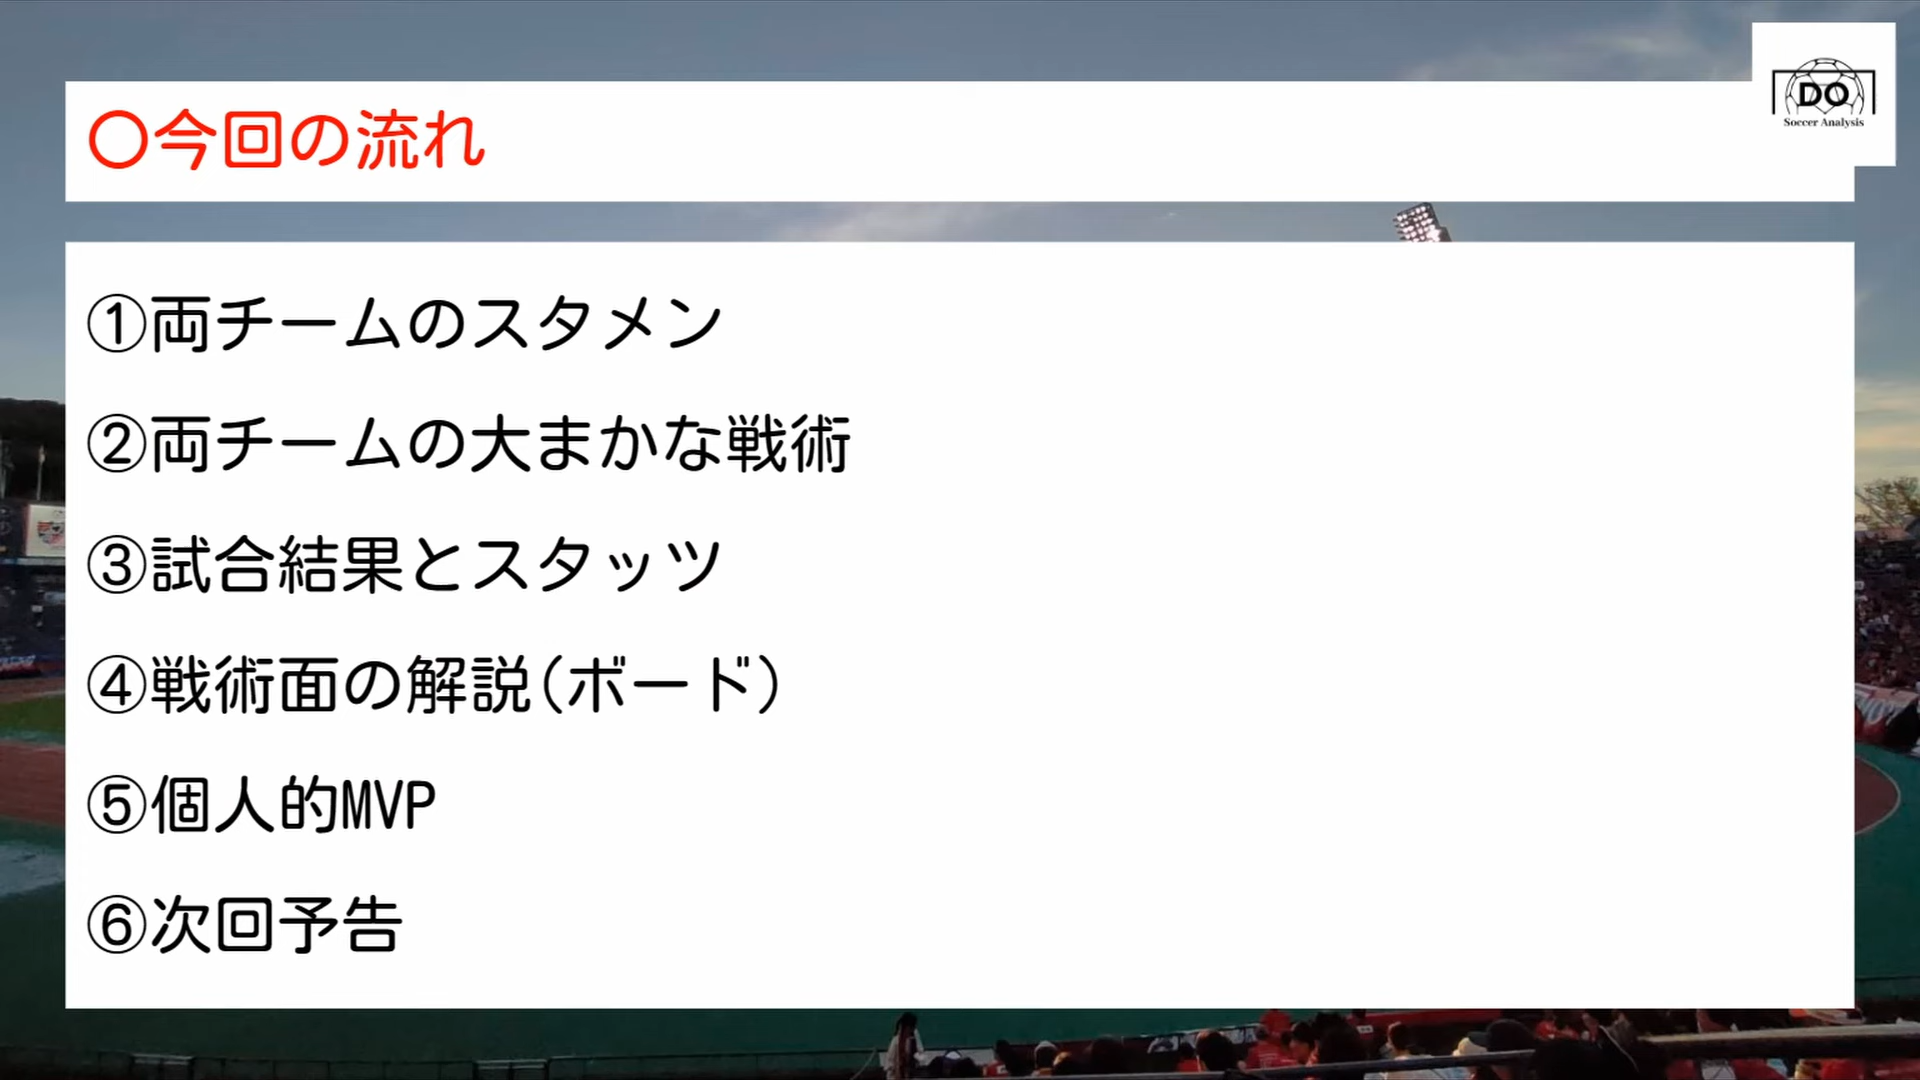 〇今回の流れ
DO
Soccer Analysis
①両チームのスタメン
②両チームの大まかな戦術
③試合結果とスタッツ
④戦術面の解説(ボード)
⑤個人的MVP
⑥次回予告